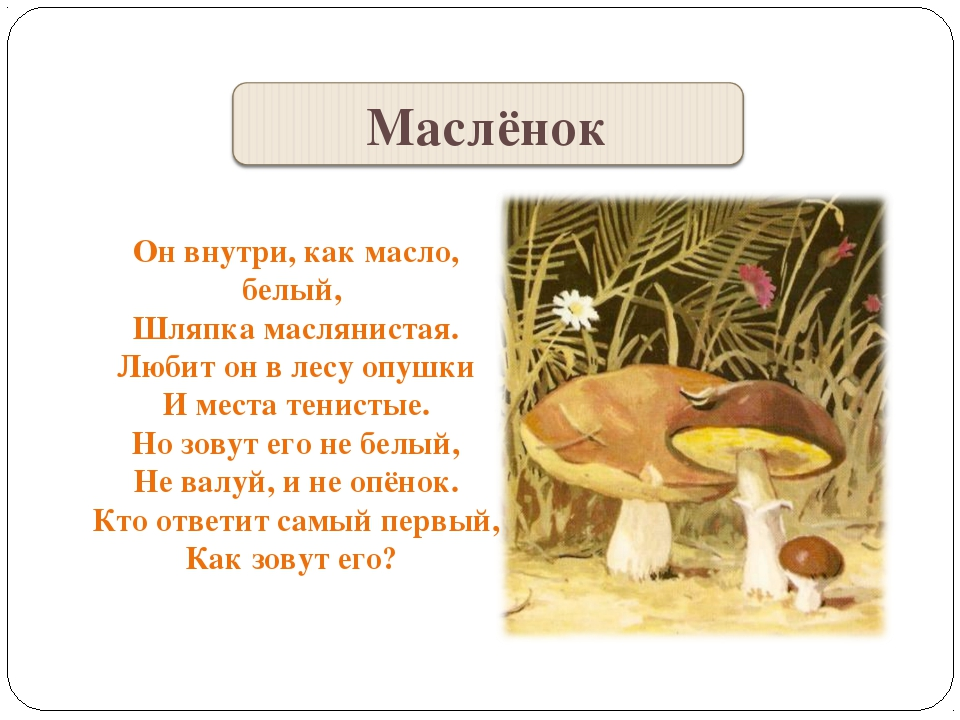 Маслёнок
Он внутри, как масло,
белый,
Шляпка маслянистая.
Любит он в лесу опушки
И места тенистые.
Но зовут его не белый,
Не валуй, и не опёнок.
Кто ответит самый первый,
Как зовут его?